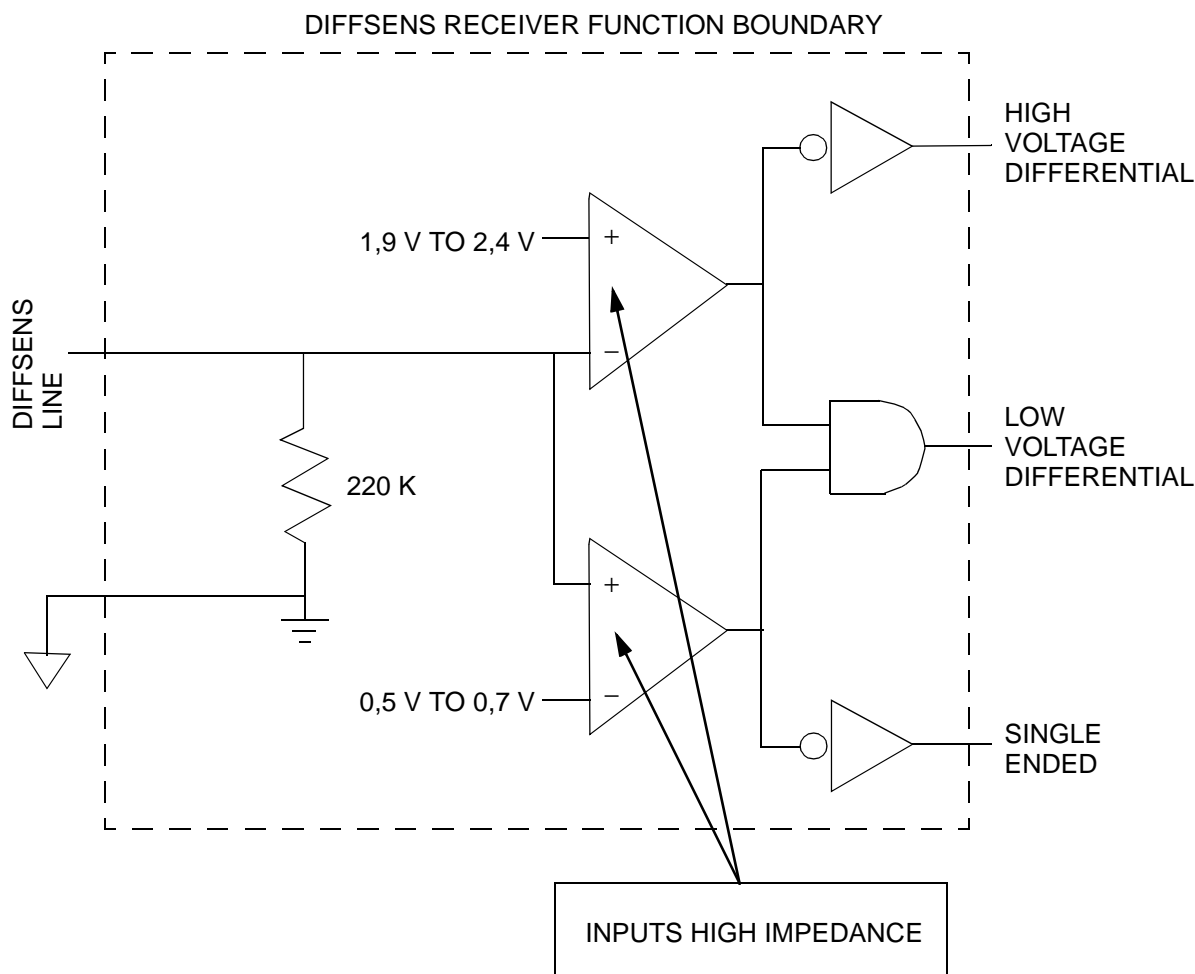 DIFFSENS RECEIVER FUNCTION BOUNDARY
HIGH
VOLTAGE
DIFFERENTIAL
1,9 V TO 2,4 V
+
−
DIFFSENS
LINE
LOW
VOLTAGE
DIFFERENTIAL
220 K
+
0,5 V TO 0,7 V
−
SINGLE
ENDED
INPUTS HIGH IMPEDANCE